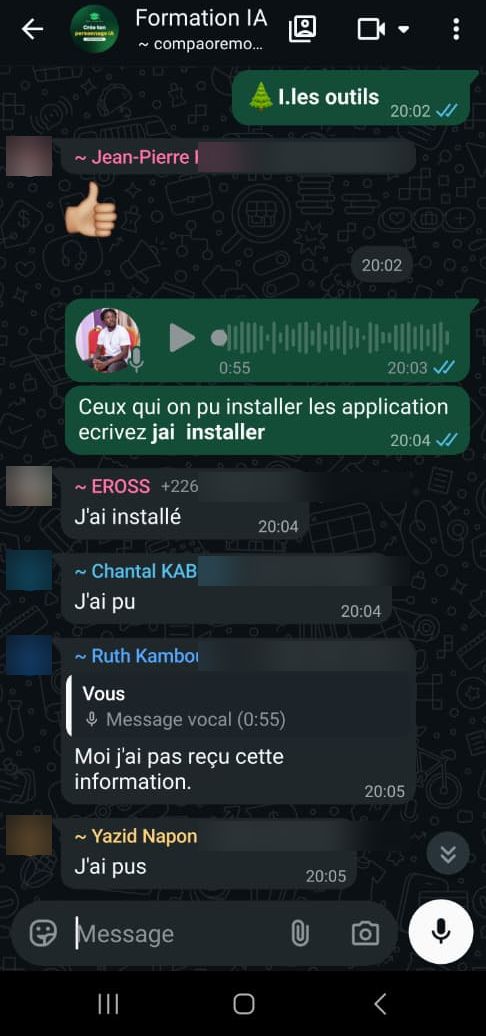 Formation IA
~ compaoremo...
🎄 I.les outils
20:02
~ Jean-Pierre
👍🏼
20:02
0:55
20:03
Ceux qui on pu installer les application
ecrivez jai installer
20:04
~ EROSS +226
J'ai installé
20:04
~ Chantal KAB
J'ai pu
20:04
~ Ruth Kambou
Vous
Message vocal (0:55)
Moi j'ai pas reçu cette
information.
20:05
~ Yazid Napon
J'ai pus
20:05
Message